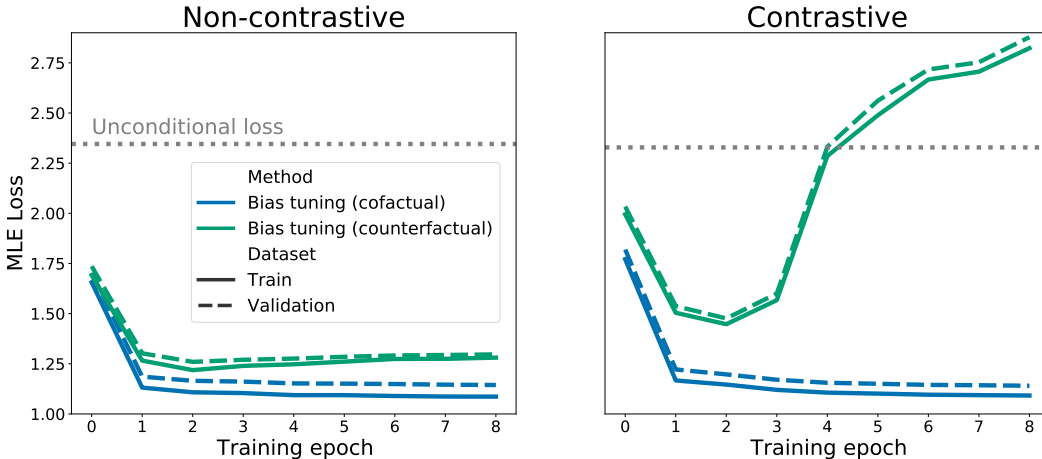 Non-contrastive
Contrastive
MLE Loss
2.75
2.50
2.25
2.00
1.75
1.50
1.25
1.00
Unconditional loss
Method
Bias tuning (cofactual)
Bias tuning (counterfactual)
Dataset
Train
Validation
0 1 2 3 4 5 6 7 8
0 1 2 3 4 5 6 7 8
Training epoch
Training epoch